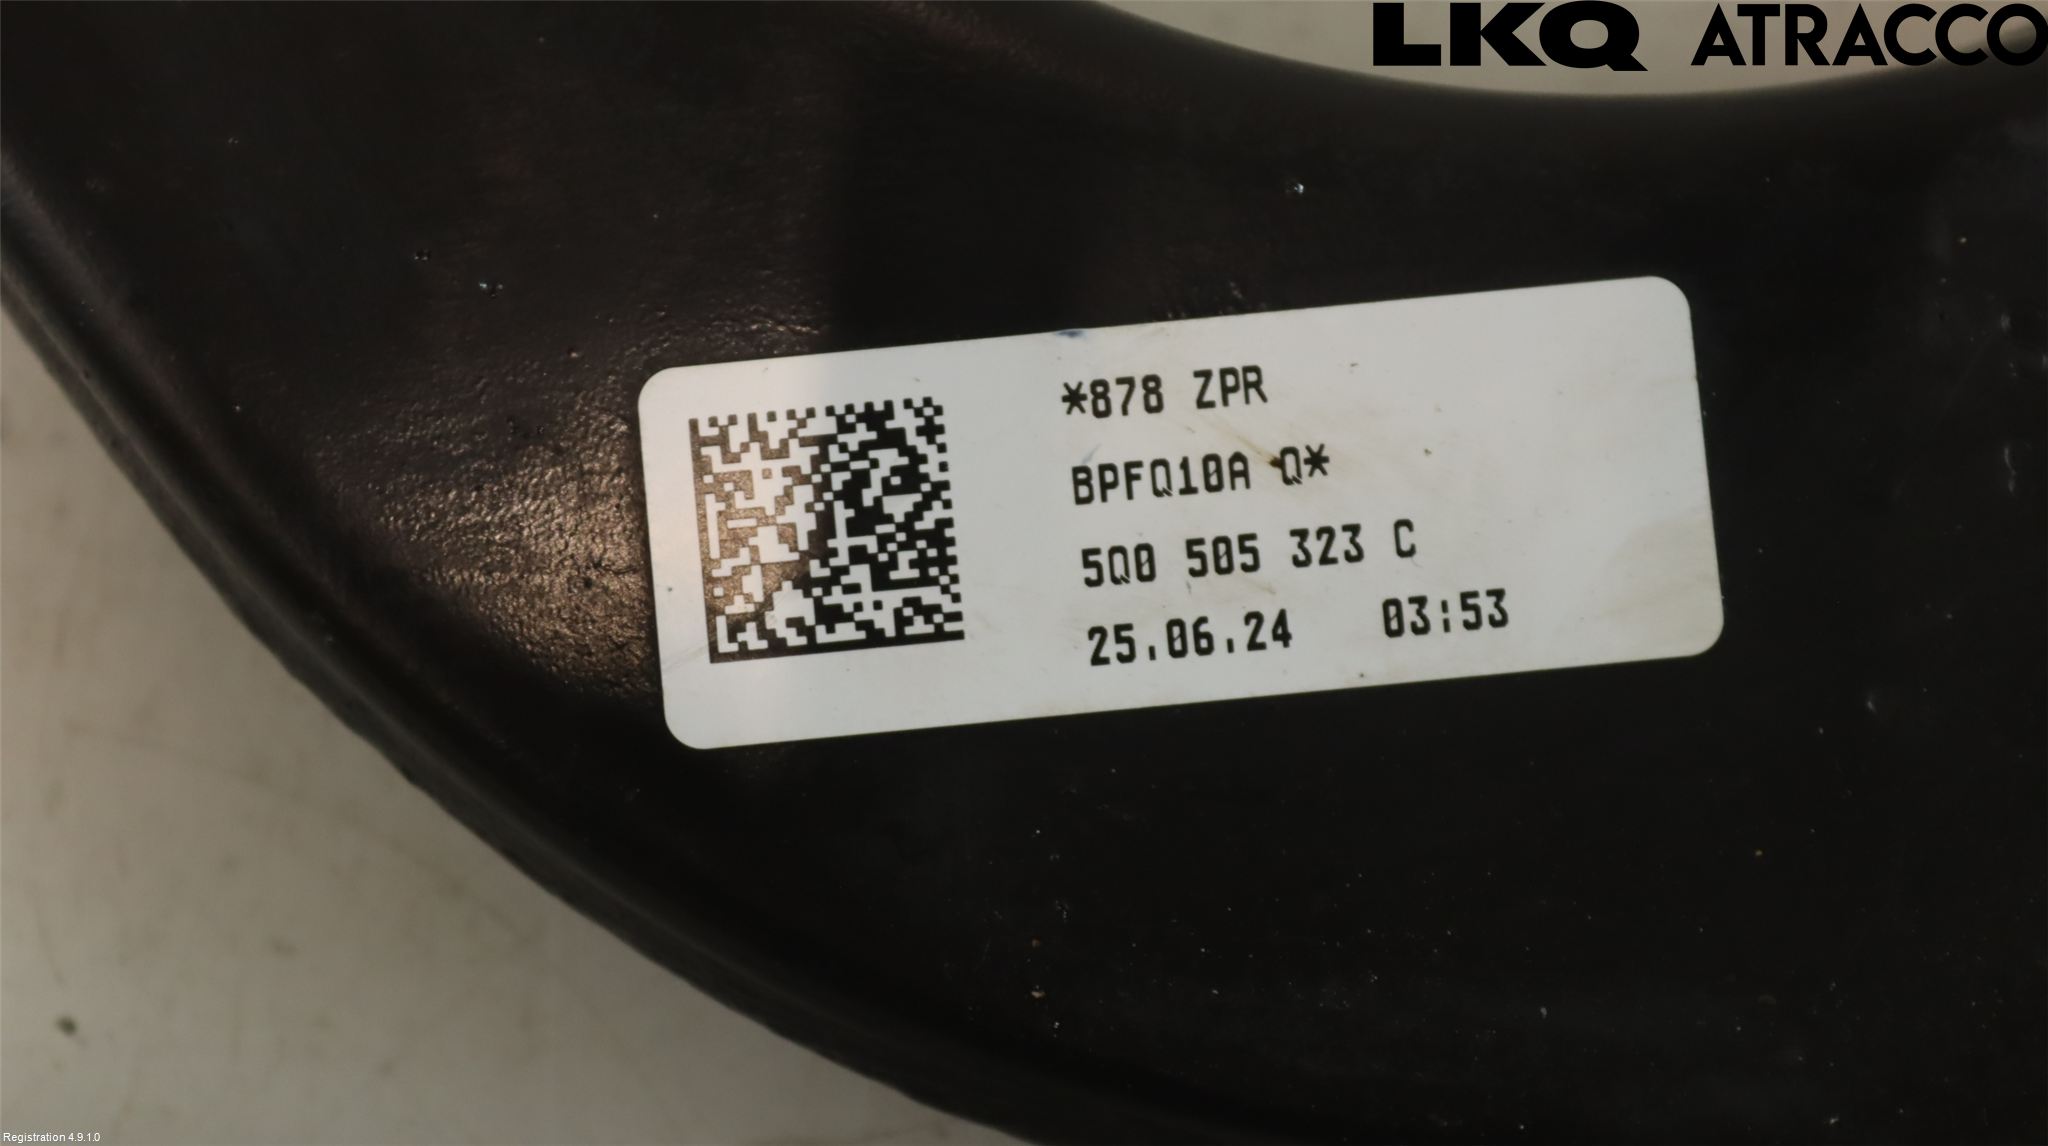 LKQ ATRACCO
*878 ZPR
BPFQ10A Q*
5Q0 505 323 C
25.06.24 03:53
Registration 4.9.1.0